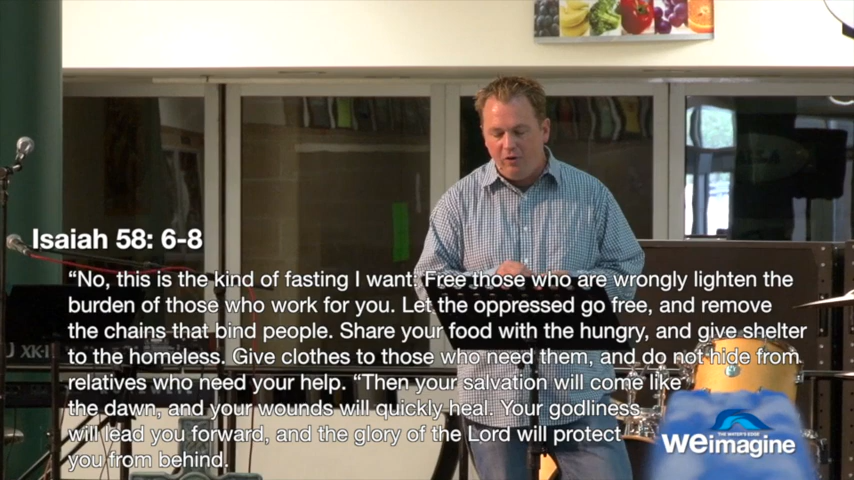 Isaiah 58: 6-8
“No, this is the kind of fasting I want: Free those who are wrongly lighten the
burden of those who work for you. Let the oppressed go free, and remove
the chains that bind people. Share your food with the hungry, and give shelter
to the homeless. Give clothes to those who need them, and do not hide from
relatives who need your help. “Then your salvation will come like
the dawn, and your wounds will quickly heal. Your godliness
will lead you forward, and the glory of the Lord will protect
you from behind.
THE WATER'S EDGE
weimagine